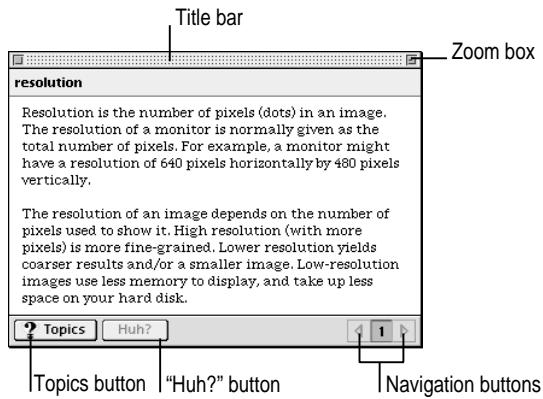 Title bar
Zoom box
resolution
Resolution is the number of pixels (dots) in an image.
The resolution of a monitor is normally given as the
total number of pixels. For example, a monitor might
have a resolution of 640 pixels horizontally by 480 pixels
vertically.
The resolution of an image depends on the number of
pixels used to show it. High resolution (with more
pixels) is more fine-grained. Lower resolution yields
coarser results and/or a smaller image. Low-resolution
images use less memory to display, and take up less
space on your hard disk.
? Topics Huh? 1
Topics button “Huh?” button Navigation buttons